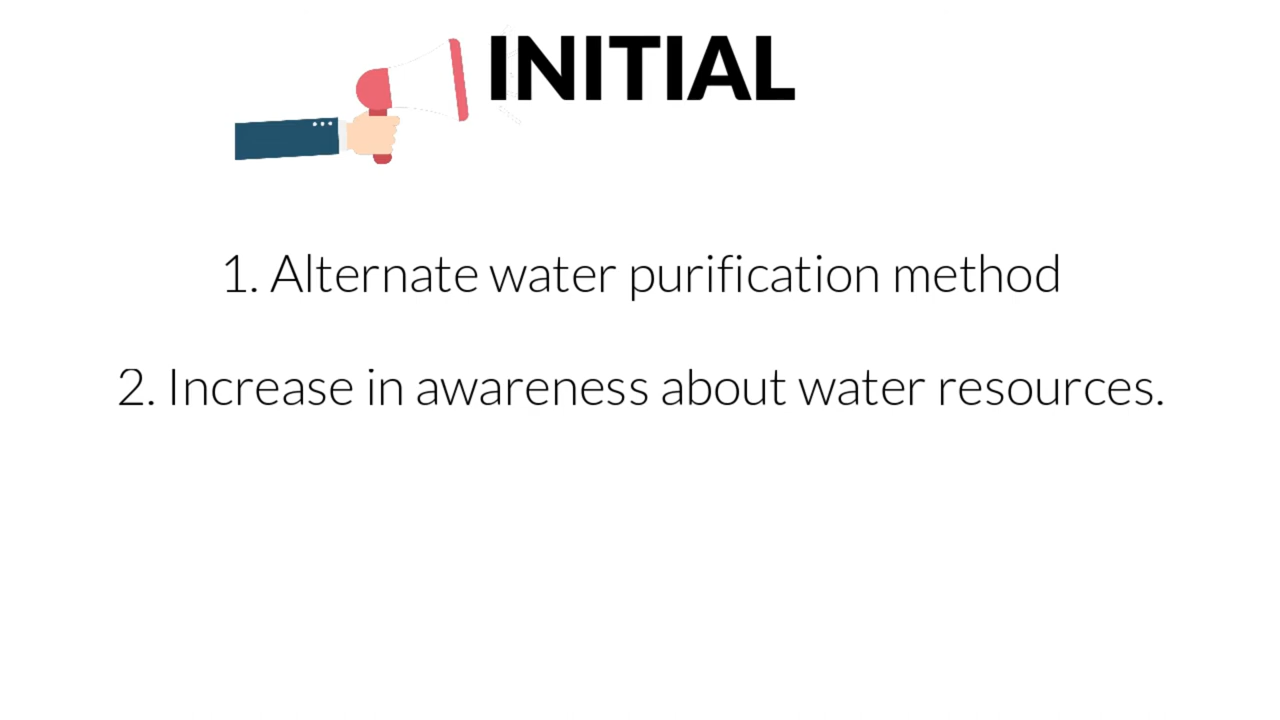 INITIAL
1. Alternate water purification method
2. Increase in awareness about water resources.